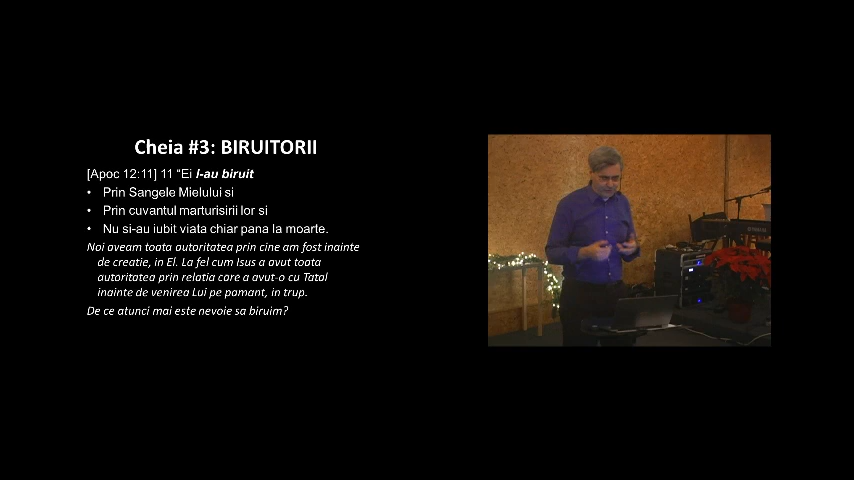 Cheia #3: BIRUITORII
[Apoc 12:11] 11 “Ei l-au biruit
• Prin Sangele Mielului si
• Prin cuvantul marturisirii lor si
• Nu si-au iubit viata chiar pana la moarte.
Noi aveam toata autoritatea prin cine am fost inainte
de creatie, in El. La fel cum Isus a avut toata
autoritatea prin relatia care a avut-o cu Tatal
inainte de venirea Lui pe pamant, in trup.
De ce atunci mai este nevoie sa biruim?